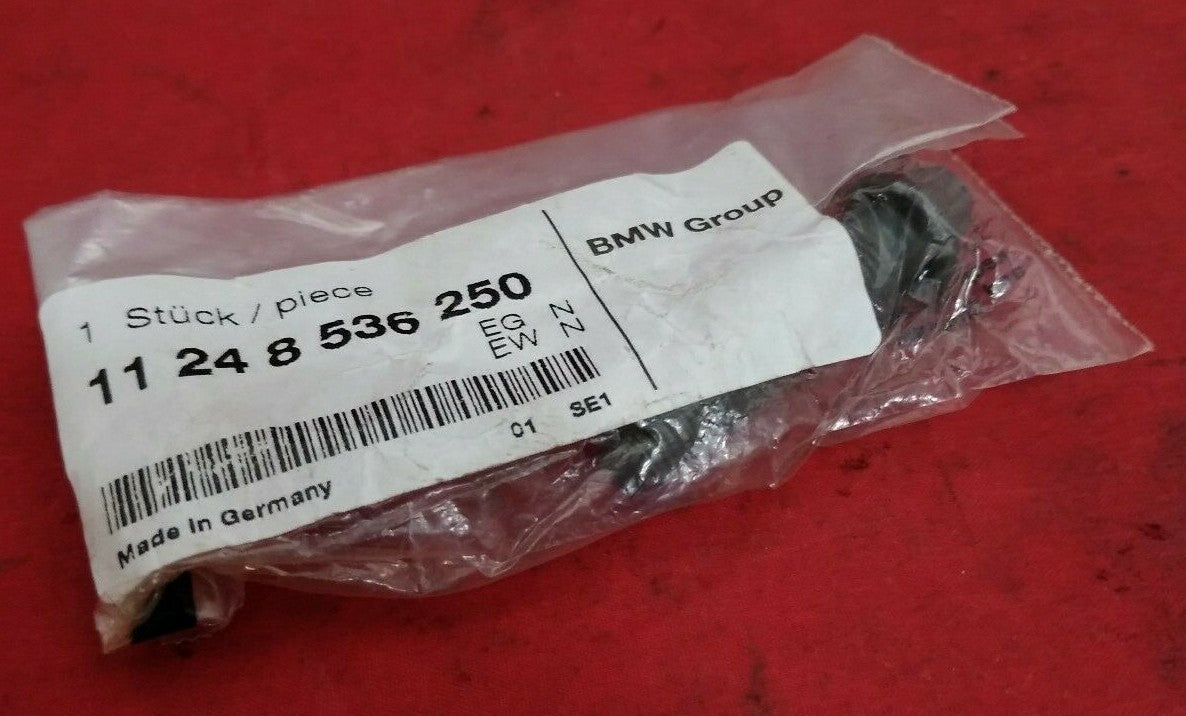 1 Stück / piece
11 24 8 536 250
EG N
EW N
01 SE1
Made In Germany
BMW Group